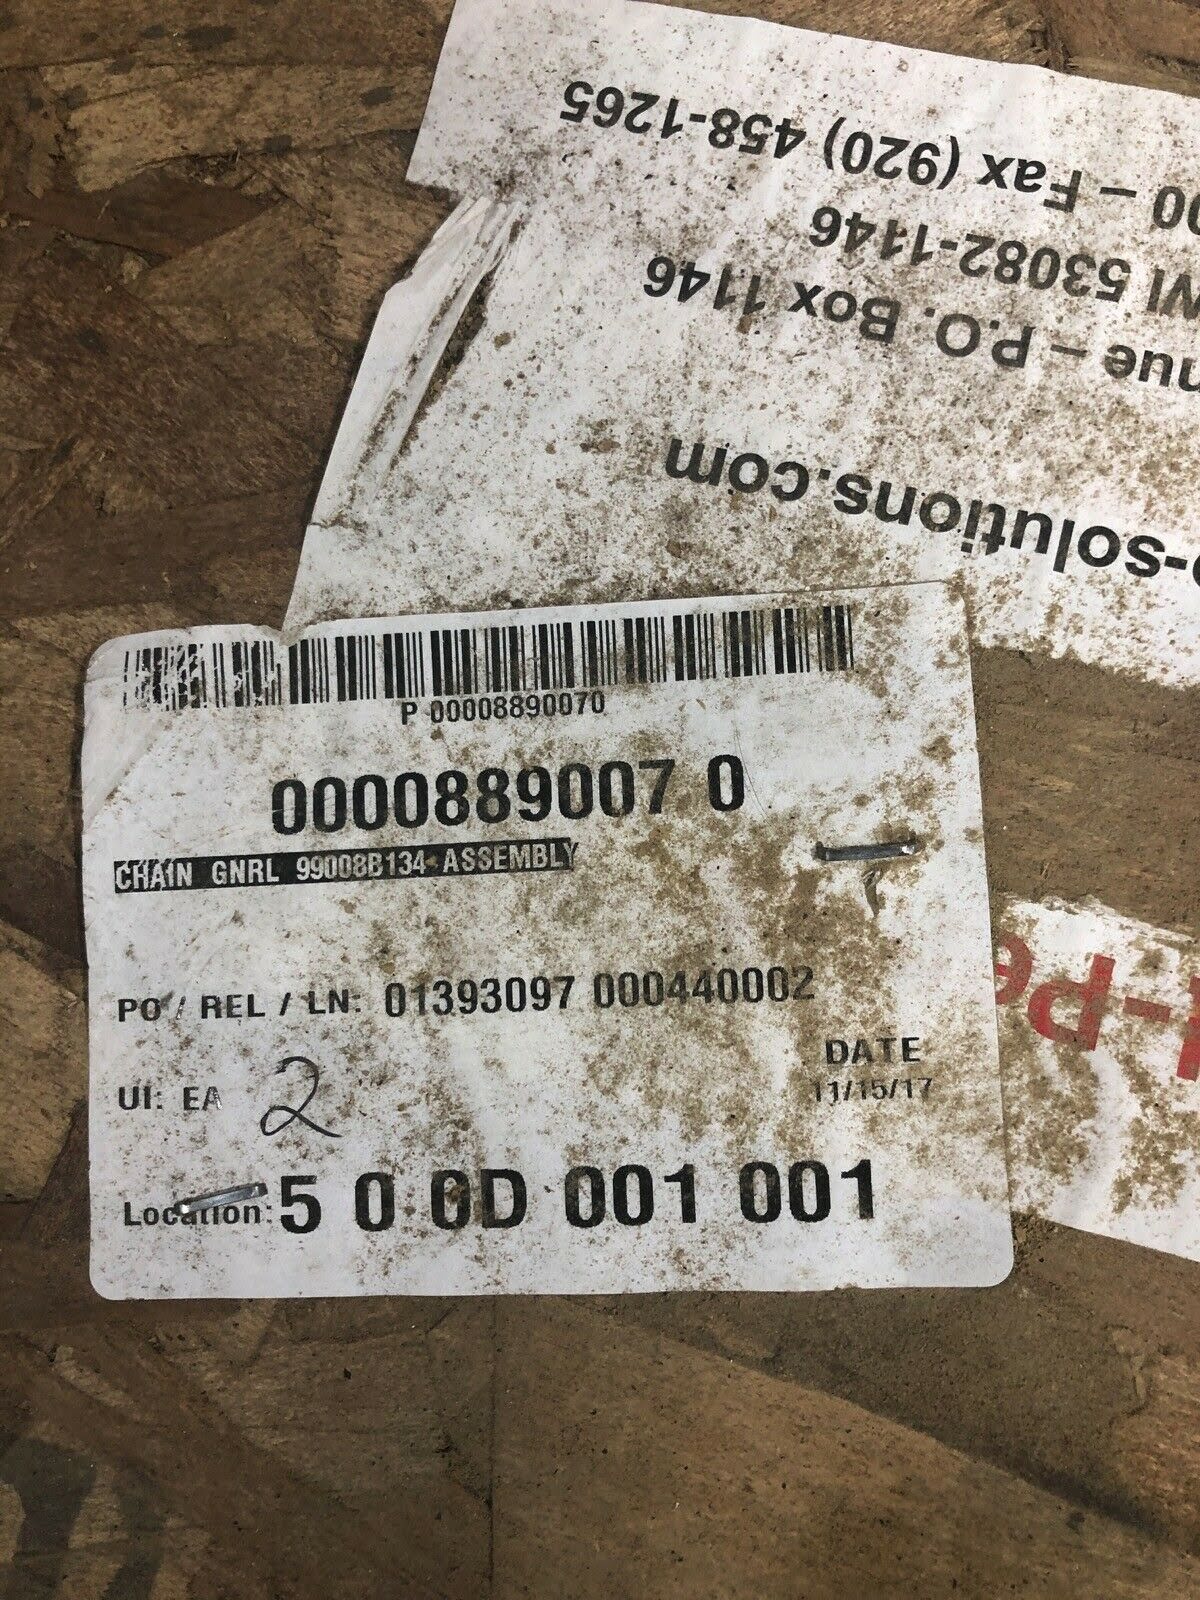 P 00008890070
0000889007 0
CHAIN GNRL 99008B134 ASSEMBLY
PO / REL / LN: 01393097 000440002
UI: EA 2
DATE
11/15/17
Location: 5 0 0D 001 001
-solutions.com
nue – P.O. Box 1146
WI 53082-1146
00 – Fax (920) 458-1265